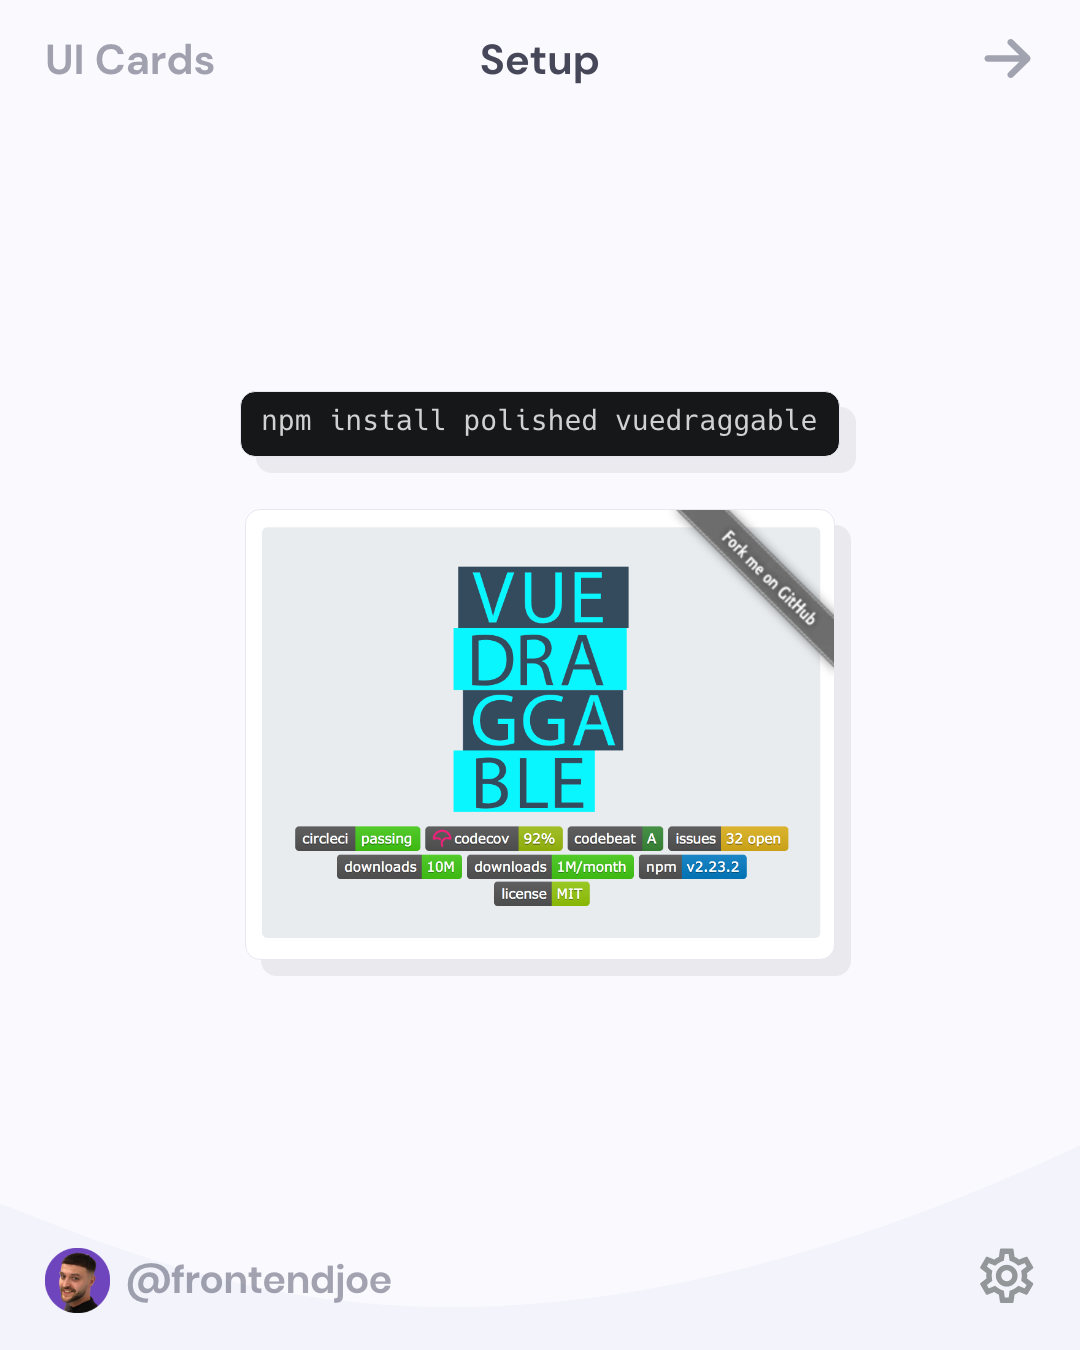 UI Cards
Setup
npm install polished vuedraggable
Fork me on GitHub
VUE
DRA
GGA
BLE
circleci passing codecov 92% codebeat A issues 32 open
downloads 10M downloads 1M/month npm v2.23.2
license MIT
@frontendjoe